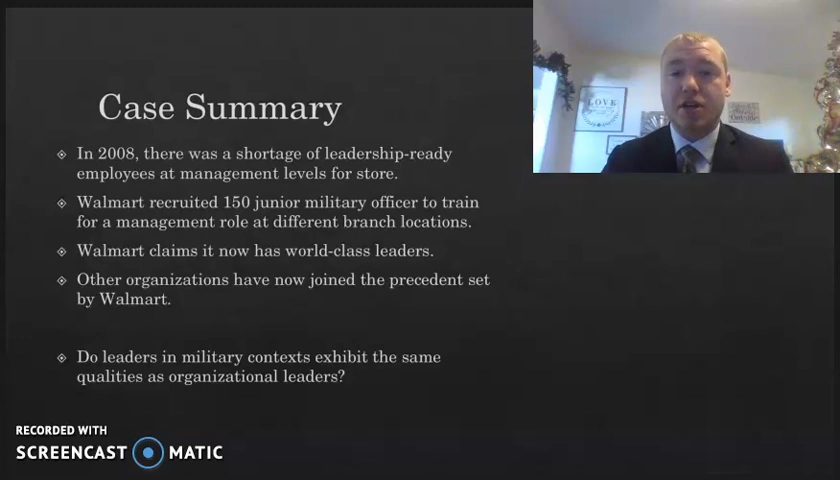 Case Summary
In 2008, there was a shortage of leadership-ready
employees at management levels for store.
Walmart recruited 150 junior military officer to train
for a management role at different branch locations.
Walmart claims it now has world-class leaders.
Other organizations have now joined the precedent set
by Walmart.
Do leaders in military contexts exhibit the same
qualities as organizational leaders?
LOVE
RECORDED WITH
SCREENCAST MATIC